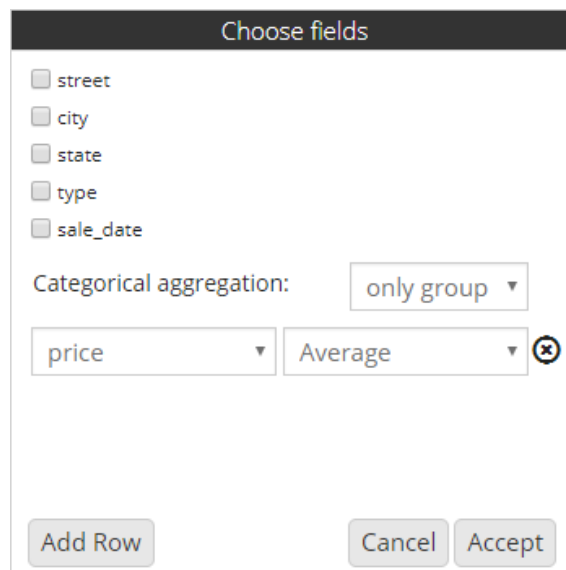 Choose fields
street
city
state
type
sale_date
Categorical aggregation: only group
price Average
Add Row Cancel Accept